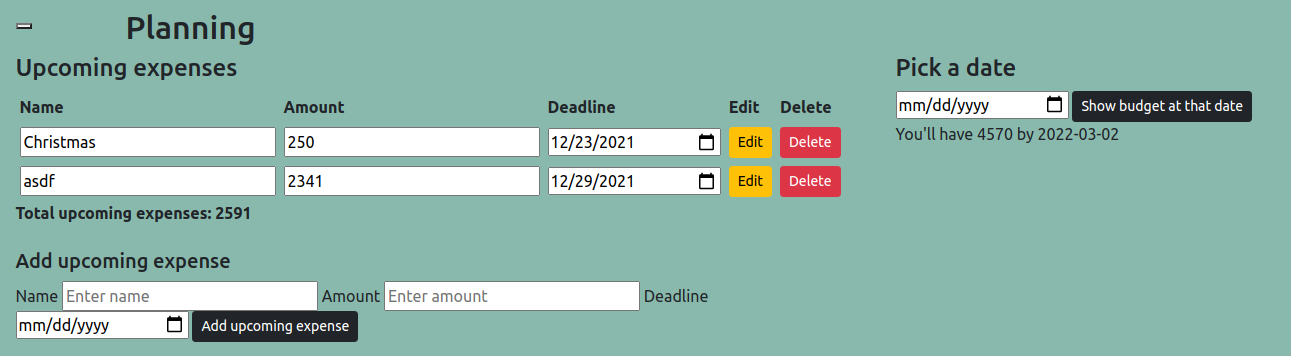 Planning
Upcoming expenses
Name Amount Deadline Edit Delete
Christmas 250 12/23/2021 Edit Delete
asdf 2341 12/29/2021 Edit Delete
Total upcoming expenses: 2591
Add upcoming expense
Name Enter name Amount Enter amount Deadline
mm/dd/yyyy Add upcoming expense
Pick a date
mm/dd/yyyy Show budget at that date
You'll have 4570 by 2022-03-02